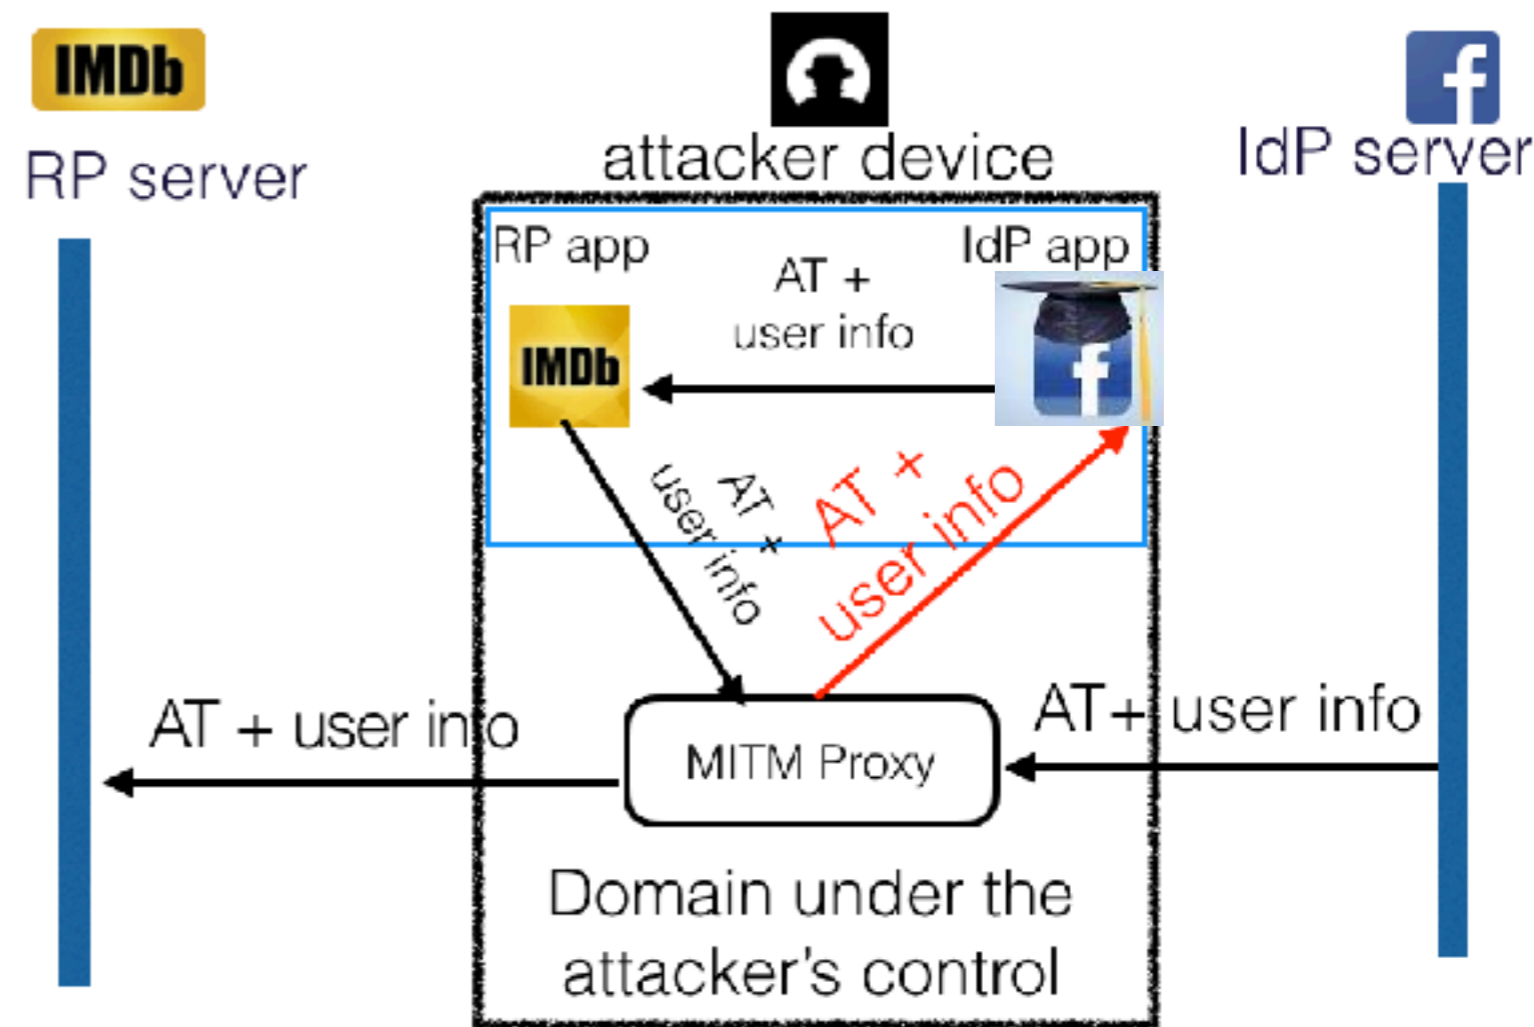 IMDb
f
RP server
attacker device
IdP server
RP app
IdP app
AT +
user info
IMDb
f
AT +
user info
AT +
user info
AT + user info
AT+ user info
MITM Proxy
Domain under the
attacker's control